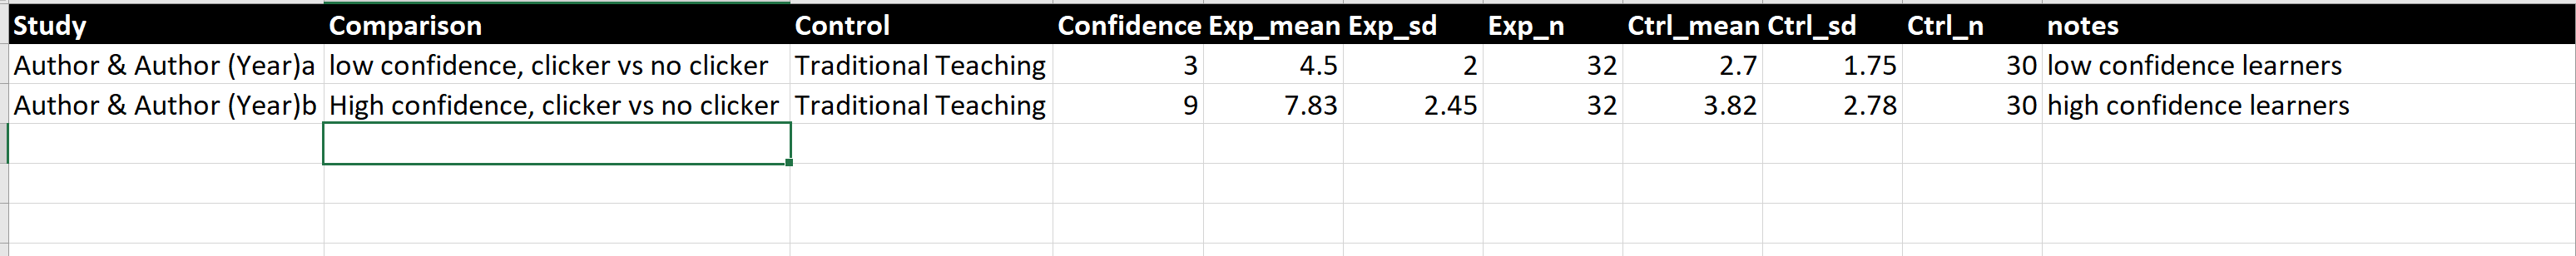 Study Comparison Control Confidence Exp_mean Exp_sd Exp_n Ctrl_mean Ctrl_sd Ctrl_n notes
Author & Author (Year)a low confidence, clicker vs no clicker Traditional Teaching 3 4.5 2 32 2.7 1.75 30 low confidence learners
Author & Author (Year)b High confidence, clicker vs no clicker Traditional Teaching 9 7.83 2.45 32 3.82 2.78 30 high confidence learners